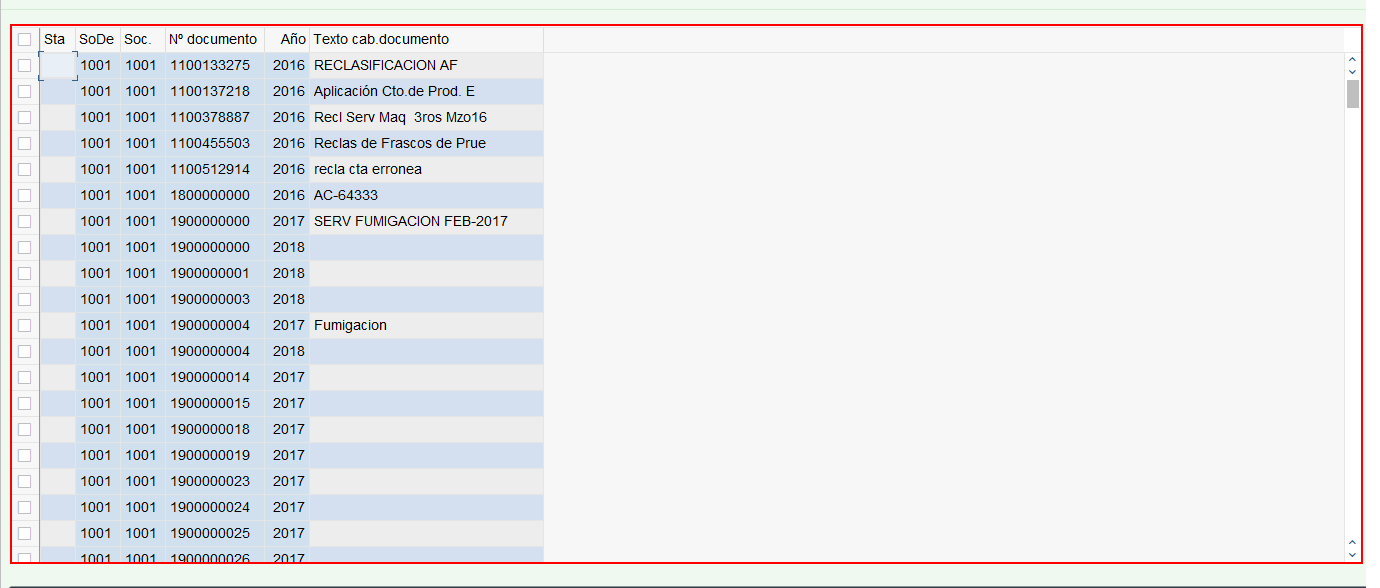 Sta SoDe Soc. Nº documento Año Texto cab.documento
1001 1001 1100133275 2016 RECLASIFICACION AF
1001 1001 1100137218 2016 Aplicación Cto.de Prod. E
1001 1001 1100378887 2016 Recl Serv Maq  3ros Mzo16
1001 1001 1100455503 2016 Reclas de Frascos de Prue
1001 1001 1100512914 2016 recla cta erronea
1001 1001 1800000000 2016 AC-64333
1001 1001 1900000000 2017 SERV FUMIGACION FEB-2017
1001 1001 1900000000 2018
1001 1001 1900000001 2018
1001 1001 1900000003 2018
1001 1001 1900000004 2017 Fumigacion
1001 1001 1900000004 2018
1001 1001 1900000014 2017
1001 1001 1900000015 2017
1001 1001 1900000018 2017
1001 1001 1900000019 2017
1001 1001 1900000023 2017
1001 1001 1900000024 2017
1001 1001 1900000025 2017
1001 1001 1900000026 2017